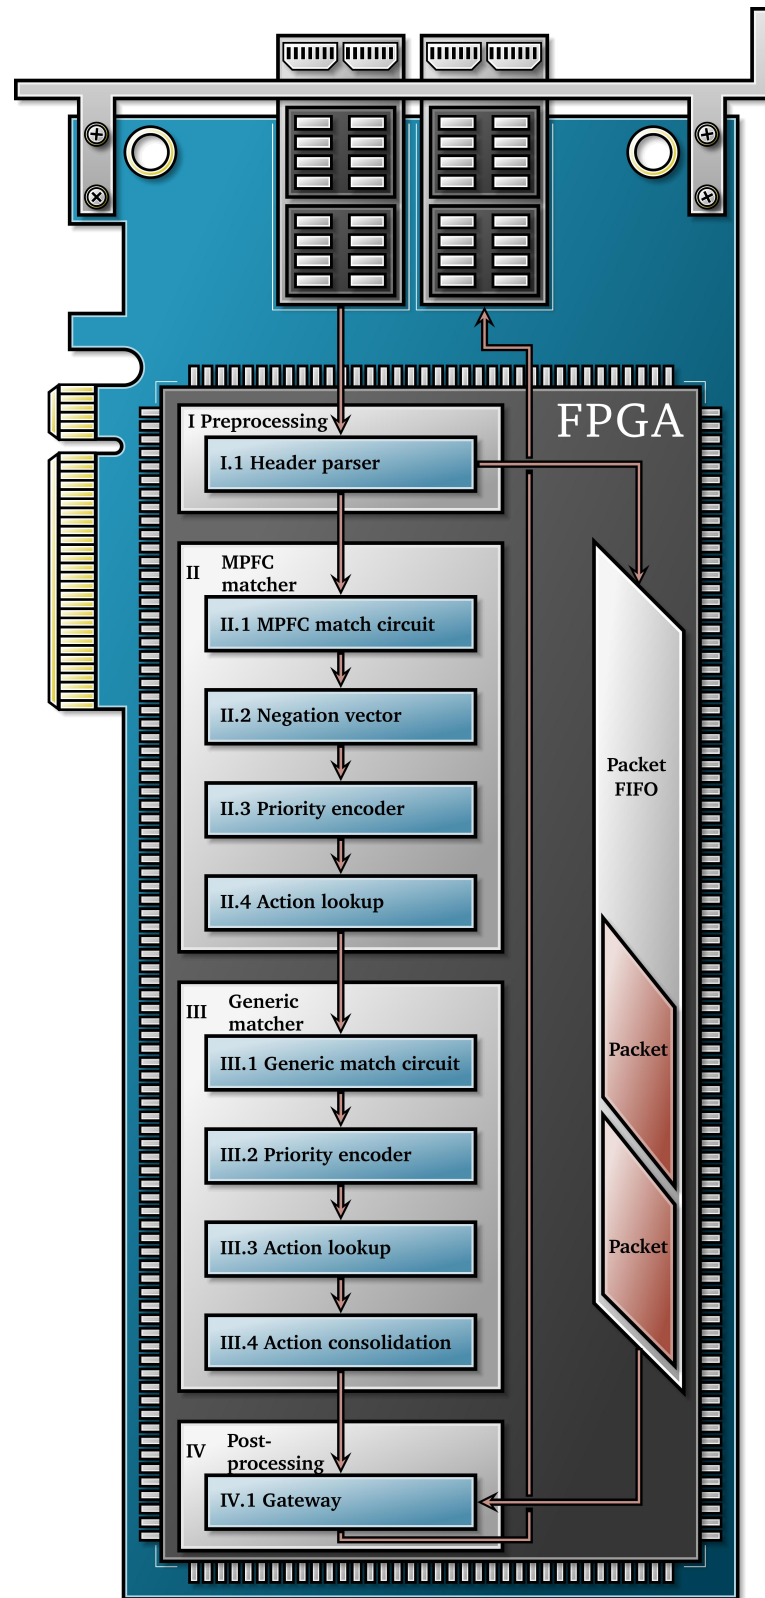 FPGA
I Preprocessing
I.1 Header parser
II
MPFC
matcher
II.1 MPFC match circuit
II.2 Negation vector
II.3 Priority encoder
II.4 Action lookup
Packet
FIFO
III
Generic
matcher
III.1 Generic match circuit
III.2 Priority encoder
III.3 Action lookup
III.4 Action consolidation
Packet
Packet
IV
Post-
processing
IV.1 Gateway